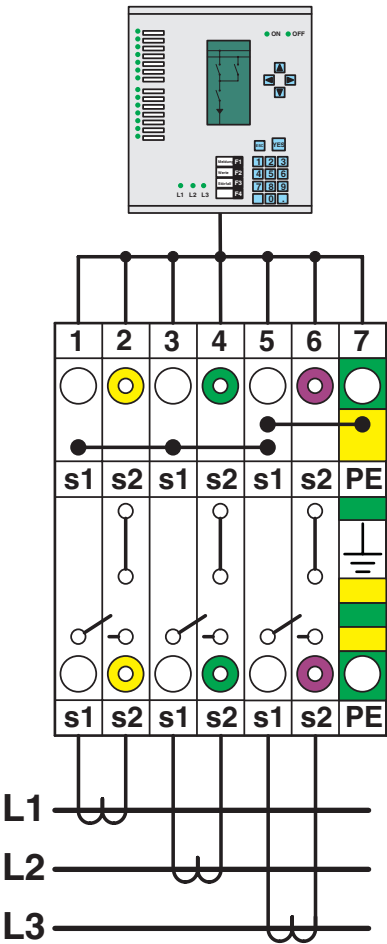 ON OFF
ESC YES
F1
F2
F3
F4
1 2 3
4 5 6
7 8 9
0 .
L1 L2 L3
1 2 3 4 5 6 7
s1 s2 s1 s2 s1 s2 PE
s1 s2 s1 s2 s1 s2 PE
L1
L2
L3